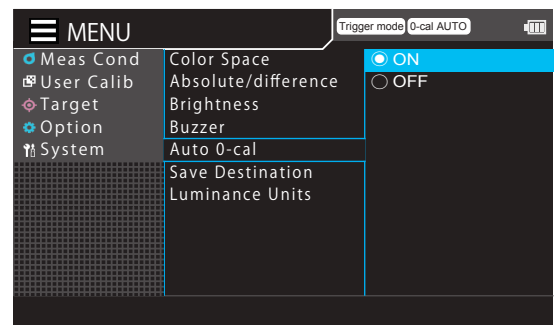 MENU
Trigger mode 0-cal AUTO
Meas Cond
User Calib
Target
Option
System
Color Space
Absolute/difference
Brightness
Buzzer
Auto 0-cal
Save Destination
Luminance Units
ON
OFF